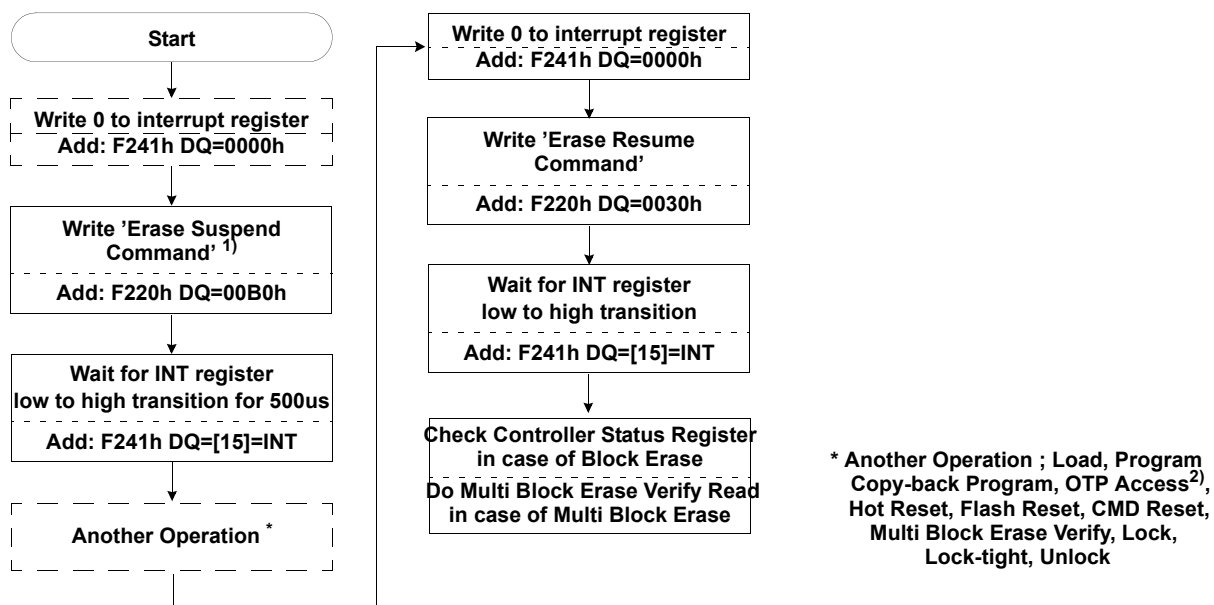 Start
Write 0 to interrupt register
Add: F241h DQ=0000h
Write ’Erase Suspend
Command’ 1)
Add: F220h DQ=00B0h
Wait for INT register
low to high transition for 500us
Add: F241h DQ=[15]=INT
Another Operation *
Write 0 to interrupt register
Add: F241h DQ=0000h
Write ’Erase Resume
Command’
Add: F220h DQ=0030h
Wait for INT register
low to high transition
Add: F241h DQ=[15]=INT
Check Controller Status Register
in case of Block Erase
Do Multi Block Erase Verify Read
in case of Multi Block Erase
* Another Operation ; Load, Program
Copy-back Program, OTP Access2),
Hot Reset, Flash Reset, CMD Reset,
Multi Block Erase Verify, Lock,
Lock-tight, Unlock